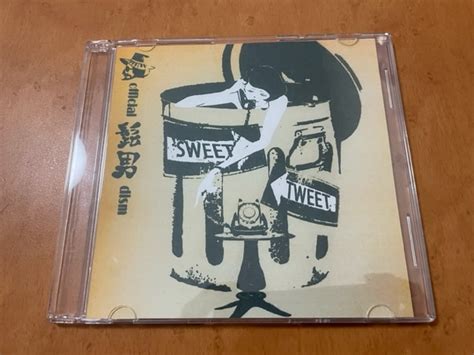 official
髭男
dism
SWEET
TWEET